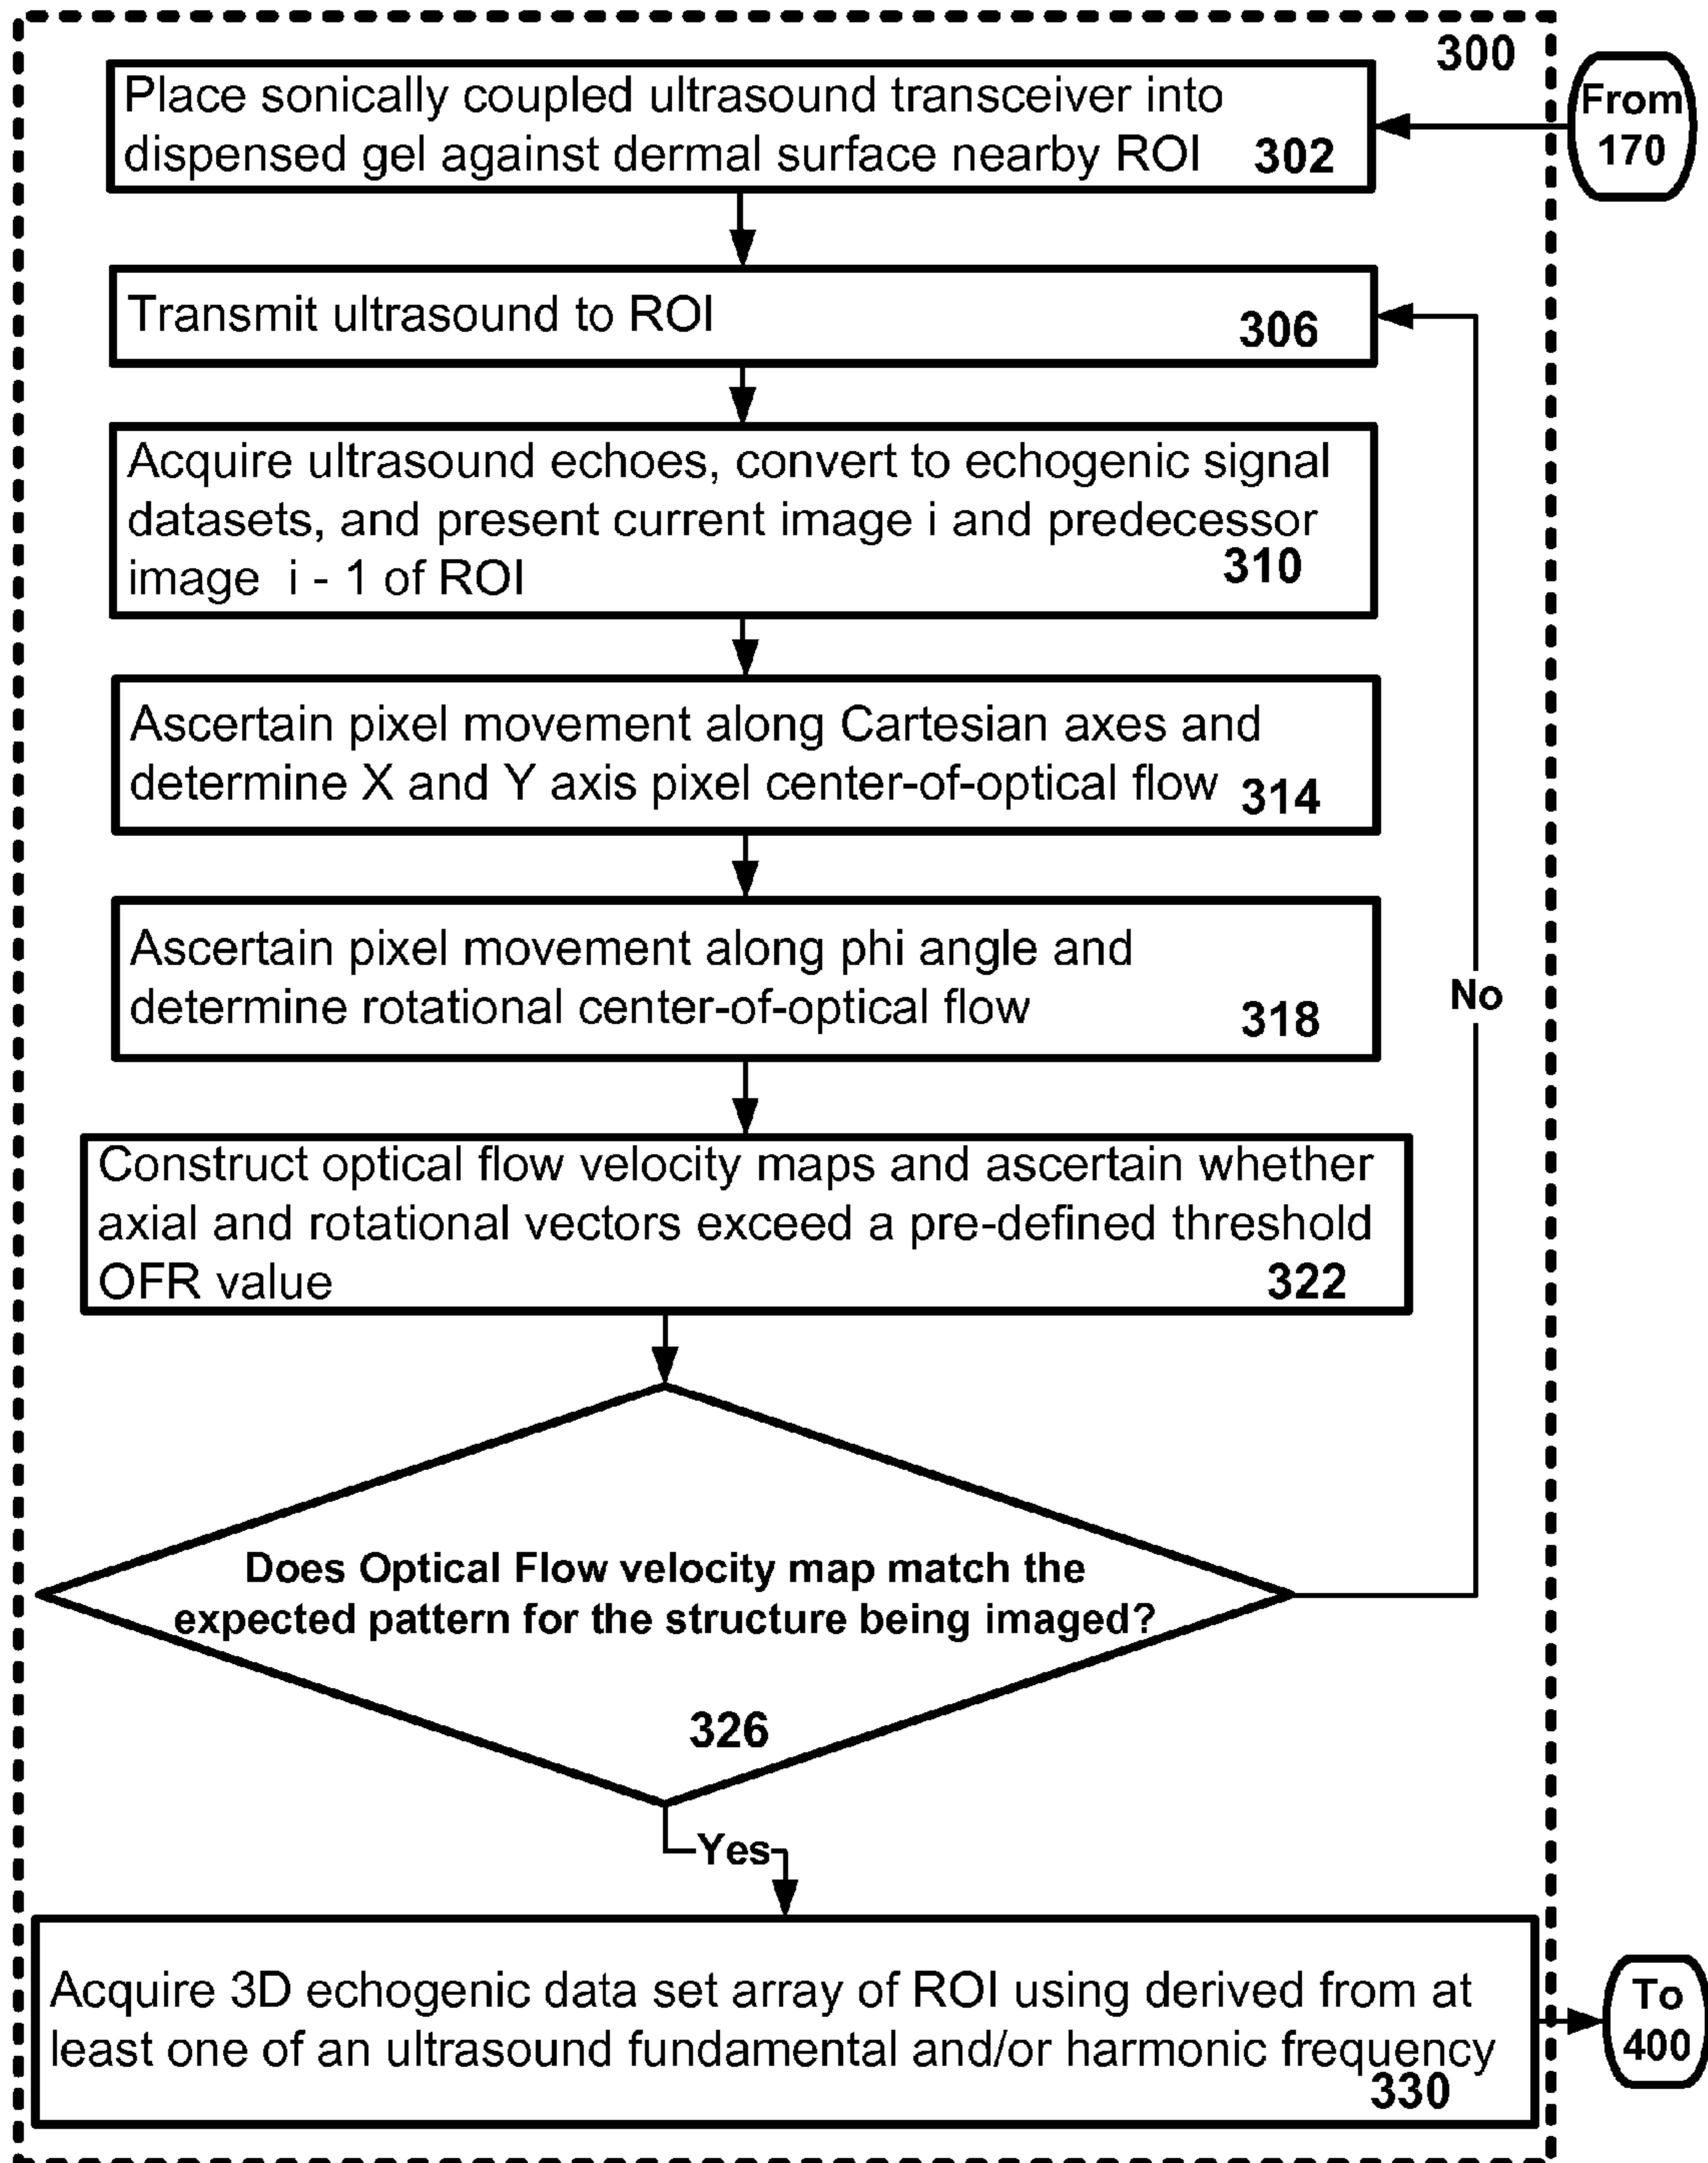 300
From
170
Place sonically coupled ultrasound transceiver into
dispensed gel against dermal surface nearby ROI 302
Transmit ultrasound to ROI
306
Acquire ultrasound echoes, convert to echogenic signal
datasets, and present current image i and predecessor
image i - 1 of ROI
310
Ascertain pixel movement along Cartesian axes and
determine X and Y axis pixel center-of-optical flow 314
Ascertain pixel movement along phi angle and
determine rotational center-of-optical flow
318
No
Construct optical flow velocity maps and ascertain whether
axial and rotational vectors exceed a pre-defined threshold
OFR value
322
Does Optical Flow velocity map match the
expected pattern for the structure being imaged?
326
Yes
Acquire 3D echogenic data set array of ROI using derived from at
least one of an ultrasound fundamental and/or harmonic frequency
330
To
400